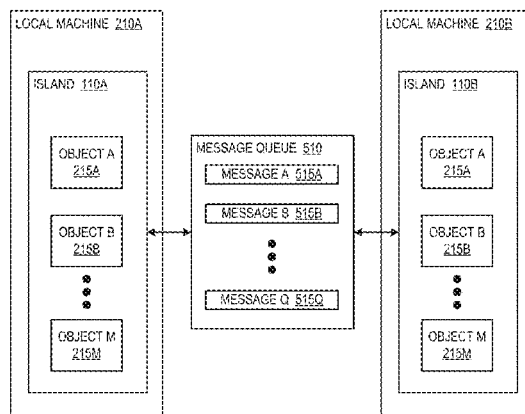 LOCAL MACHINE 210A
ISLAND 110A
OBJECT A
215A
OBJECT B
215B
OBJECT M
215M
MESSAGE QUEUE 510
MESSAGE A 515A
MESSAGE B 515B
MESSAGE Q 515Q
LOCAL MACHINE 210B
ISLAND 110B
OBJECT A
215A
OBJECT B
215B
OBJECT M
215M